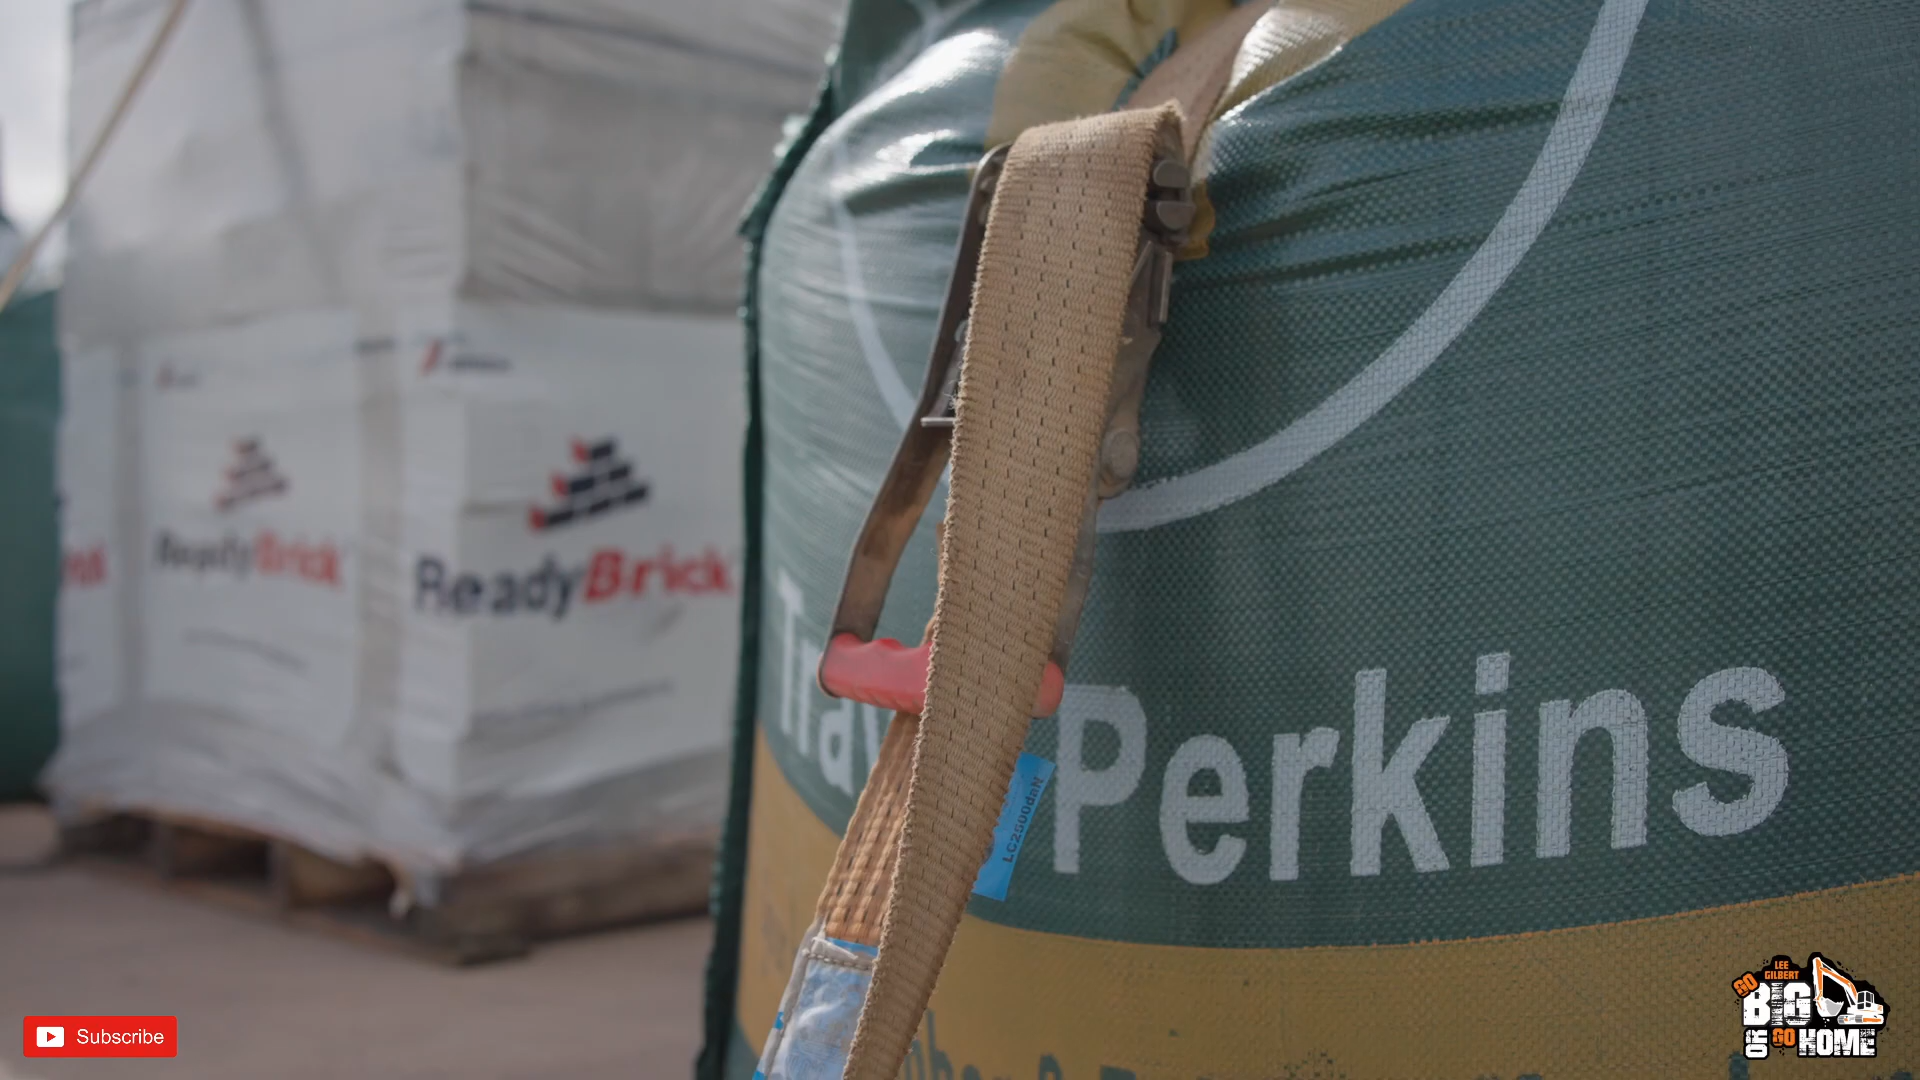 ReadyBrick
ReadyBrick
Perkins
LC2500daN
Subscribe
LEE
GILBERT
GO
BIG
OR
GO
HOME